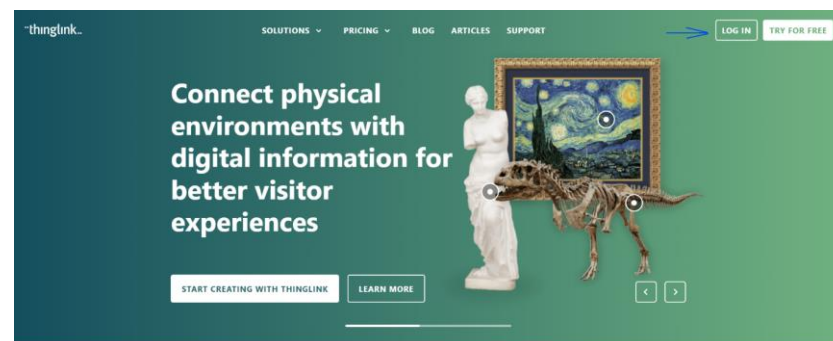 thinglink..
SOLUTIONS PRICING BLOG ARTICLES SUPPORT LOG IN TRY FOR FREE
Connect physical
environments with
digital information for
better visitor
experiences
START CREATING WITH THINGLINK LEARN MORE